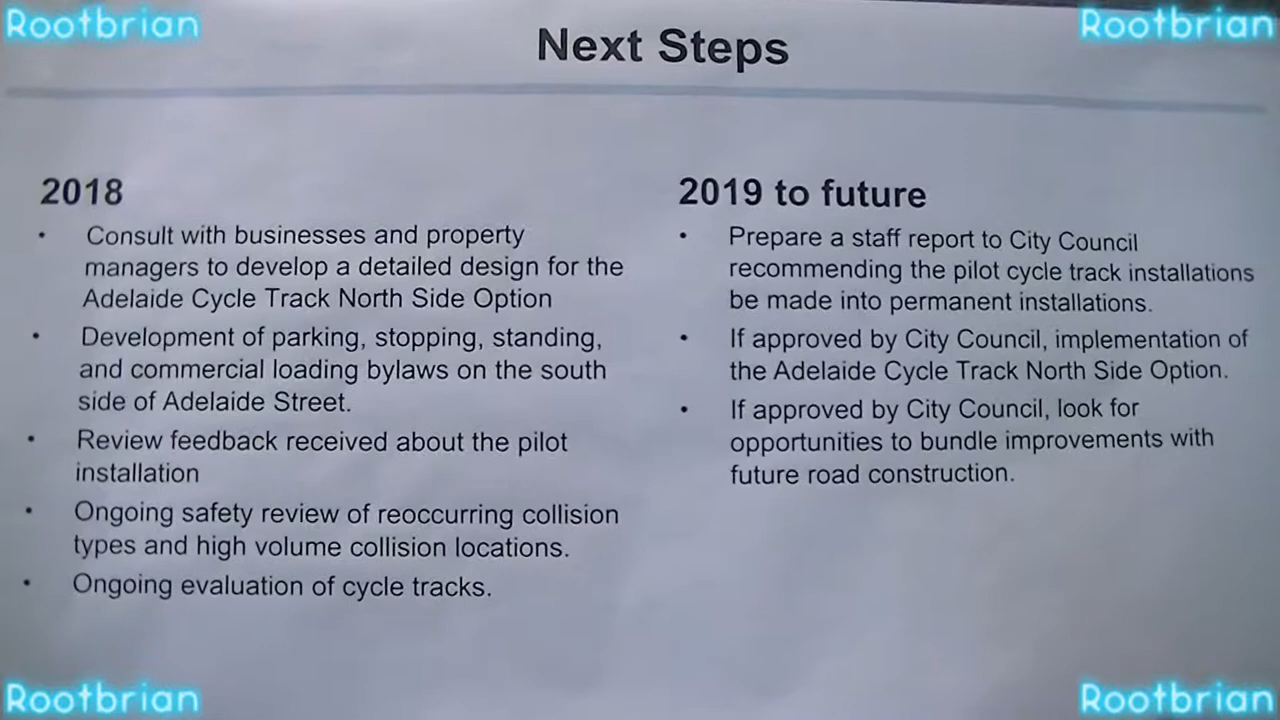 Rootbrian
Rootbrian
Next Steps
2018
• Consult with businesses and property
managers to develop a detailed design for the
Adelaide Cycle Track North Side Option
• Development of parking, stopping, standing,
and commercial loading bylaws on the south
side of Adelaide Street.
• Review feedback received about the pilot
installation
• Ongoing safety review of reoccurring collision
types and high volume collision locations.
• Ongoing evaluation of cycle tracks.
2019 to future
• Prepare a staff report to City Council
recommending the pilot cycle track installations
be made into permanent installations.
• If approved by City Council, implementation of
the Adelaide Cycle Track North Side Option.
• If approved by City Council, look for
opportunities to bundle improvements with
future road construction.
Rootbrian
Rootbrian